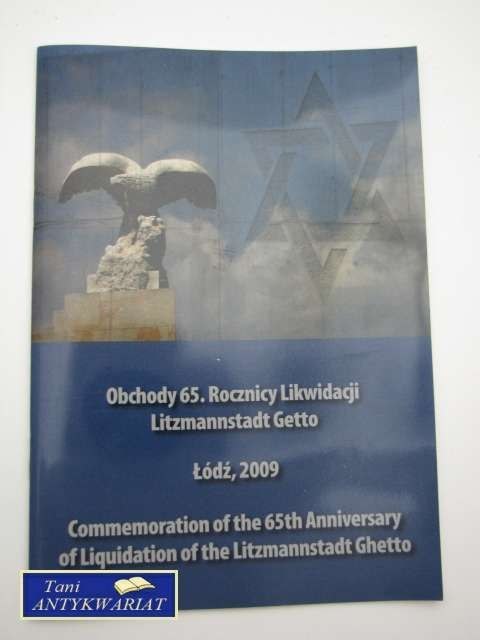 Obchody 65. Rocznicy Likwidacji
Litzmannstadt Getto
Łódź, 2009
Commemoration of the 65th Anniversary
of Liquidation of the Litzmannstadt Ghetto
Tani
ANTYKWARIAT